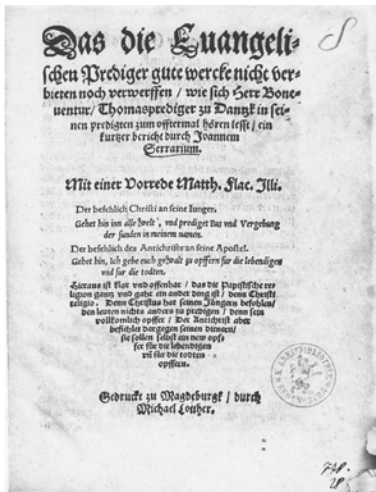 Das die Euangeli-
schen Prediger gute wercke nicht ver-
bieten noch verwerffen / wie sich Herr Bone-
uentur / Thomasprediger zu Dantzk in sei-
nen predigten zum offtermal hören lesst / ein
kurtzer bericht durch Joannem
Serrarium.
Mit einer Vorrede Matth. Flac. Illi.
Der befehlich Christi an seine Iunger,
Gehet hin inn alle welt, vnd prediget Bus vnd Vergebung
der sunden in meinem namen.
Der befehlich des Antichrists an seine Apostel.
Gehet hin, Ich gebe euch gewalt zu opffern fur die lebendigen
vnd fur die todten.
Hieraus ist klar vnd offenbar / das die Papistische re-
ligion gantz vnd gahr ein ander ding ist / denn Christi
religio. Denn Christus hat seinen Jüngern befohlen /
den leuten nichts anders zu predigen / denn sein
vollkomlich opffer / Der Antichrist aber
befihlet dargegen seinen dienern /
sie sollen selbst ein new opf-
fer für die lebendigen
vñ für die todten
opffern.
Gedruckt zu Magdeburgk / durch
Michael Lotther.